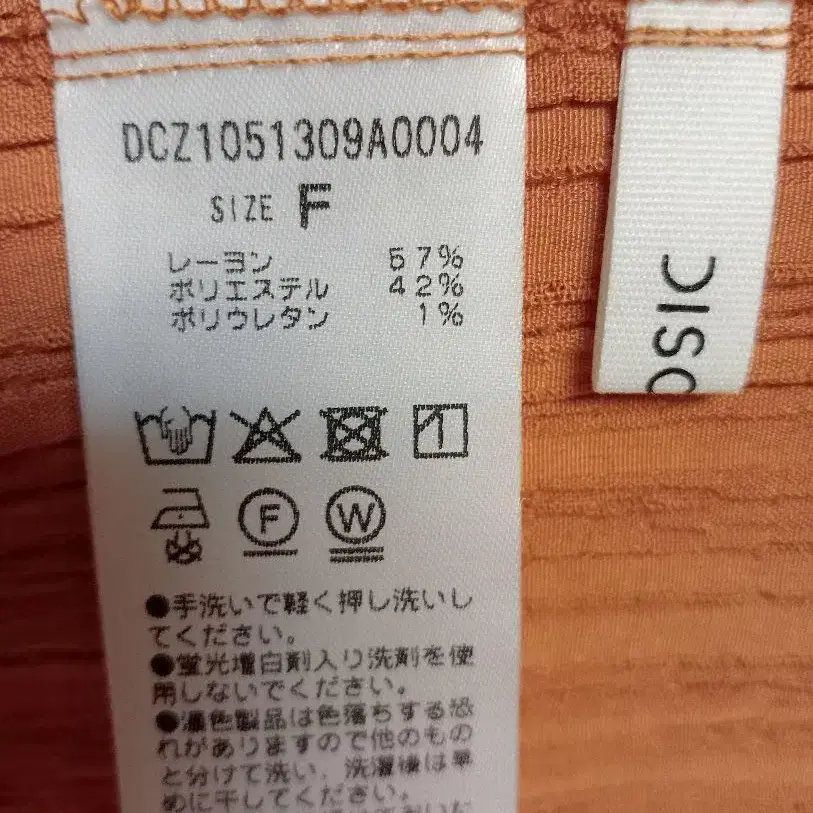 DCZ1051309A0004
SIZE F
レーヨン 57%
ポリエステル 42%
ポリウレタン 1%
F W
●手洗いで軽く押し洗いし
てください。
●蛍光増白剤入り洗剤を使
用しないでください。
●濃色製品は色落ちする恐
れがありますので他のもの
と分けて洗い、洗濯後は早
めに干してください。
OSIC